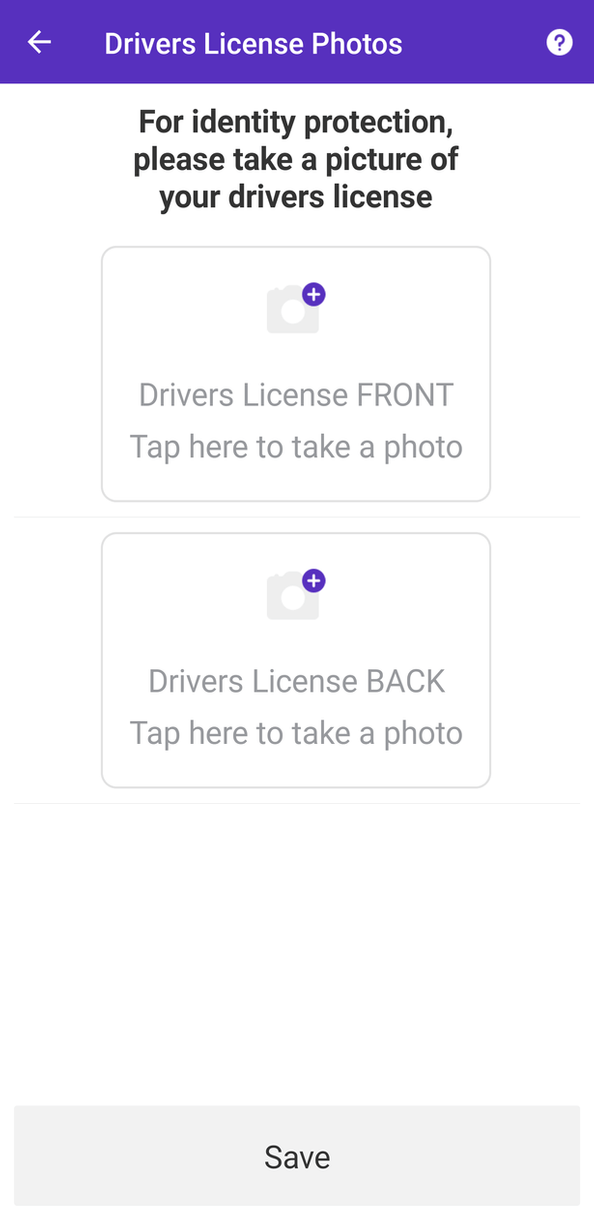 Drivers License Photos
For identity protection,
please take a picture of
your drivers license
Drivers License FRONT
Tap here to take a photo
Drivers License BACK
Tap here to take a photo
Save